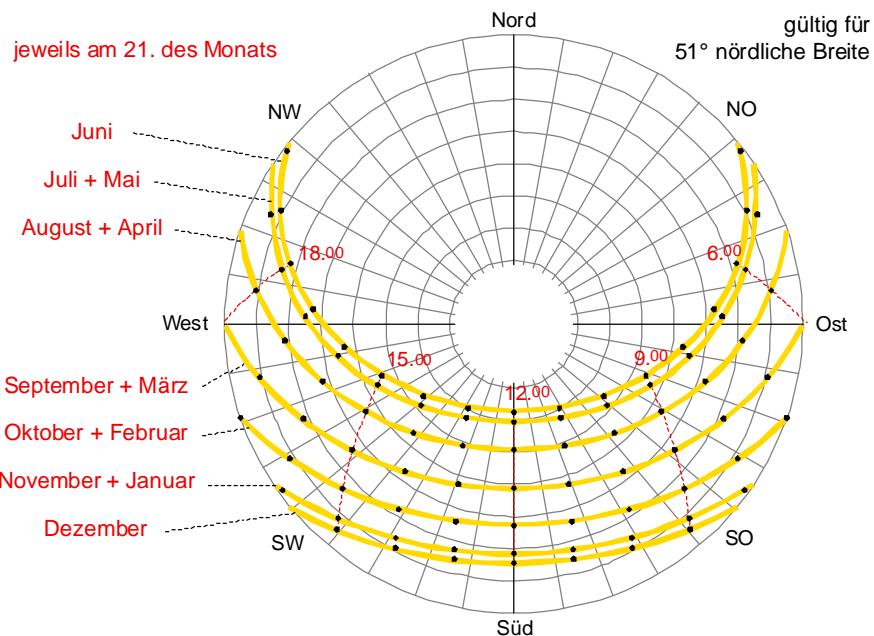 Nord
gültig für
51° nördliche Breite
jeweils am 21. des Monats
NW
NO
Juni
Juli + Mai
August + April
18.00
6.00
West
Ost
15.00
9.00
September + März
12.00
Oktober + Februar
November + Januar
Dezember
SW
SO
Süd